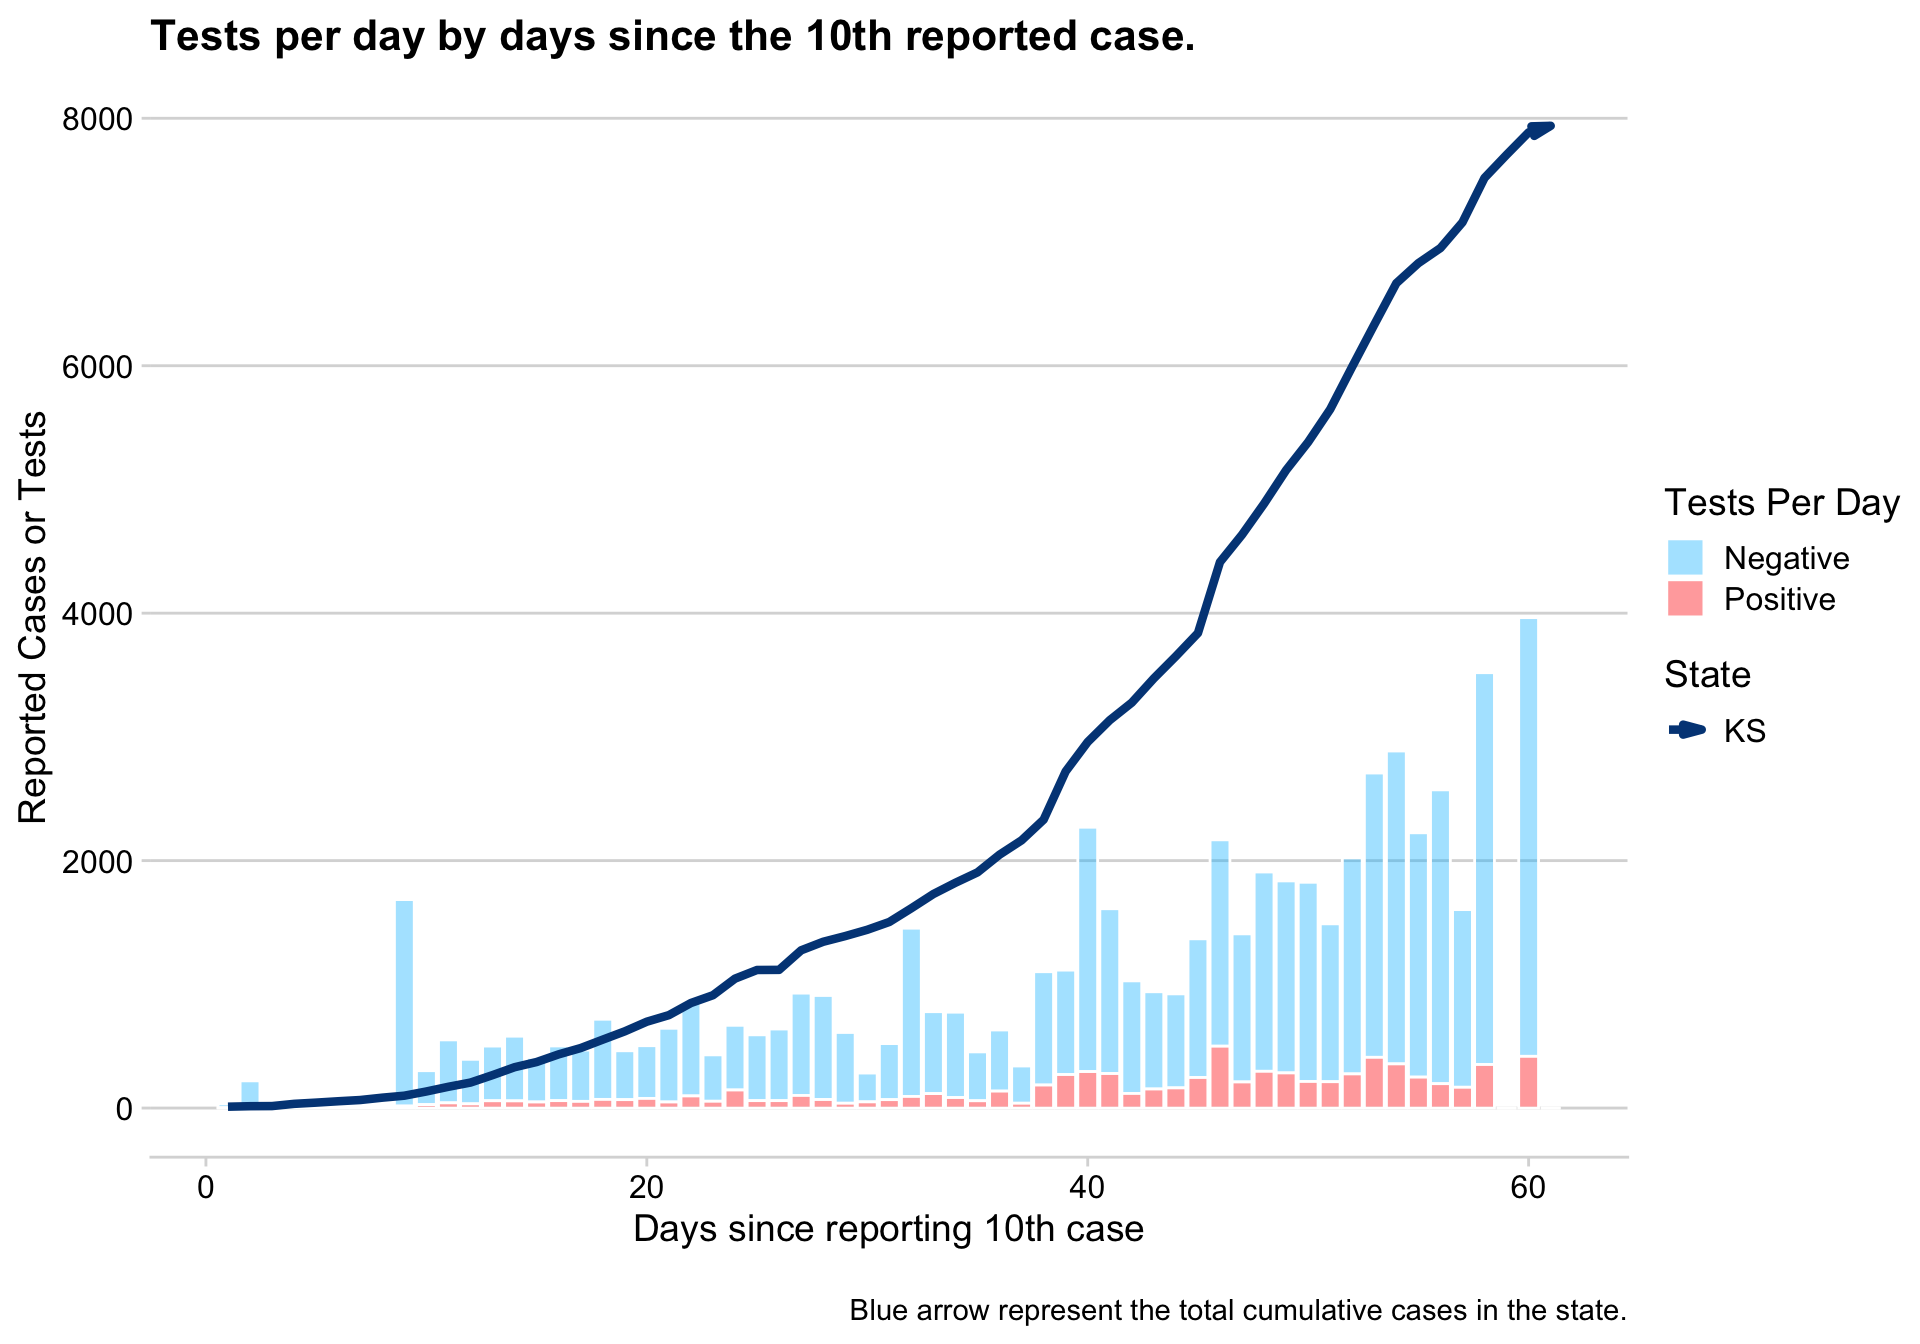 Tests per day by days since the 10th reported case.
8000
6000
4000
2000
0
Reported Cases or Tests
0
20
40
60
Days since reporting 10th case
Tests Per Day
Negative
Positive
State
KS
Blue arrow represent the total cumulative cases in the state.